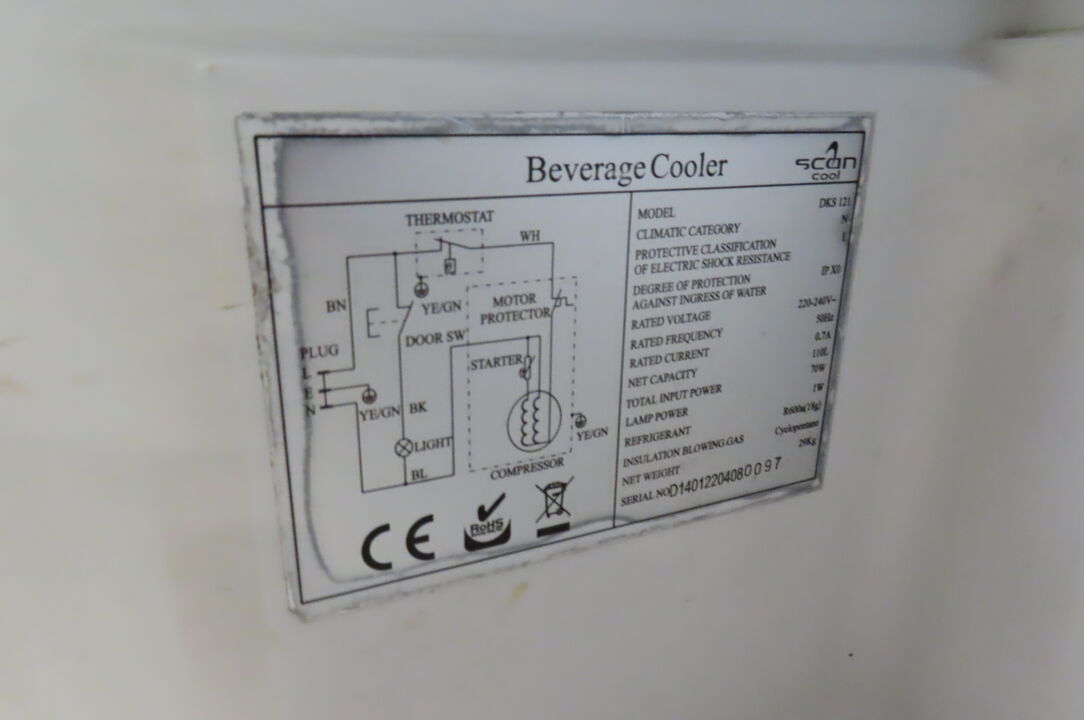 Beverage Cooler
scan
cool
THERMOSTAT
WH
BN
YE/GN
MOTOR
PROTECTOR
DOOR SW
PLUG
L
E
N
STARTER
YE/GN
BK
LIGHT
BL
YE/GN
COMPRESSOR
CE
RoHS
MODEL DKS 121
CLIMATIC CATEGORY N
PROTECTIVE CLASSIFICATION
OF ELECTRIC SHOCK RESISTANCE I
DEGREE OF PROTECTION
AGAINST INGRESS OF WATER IP X0
RATED VOLTAGE 220-240V~
RATED FREQUENCY 50Hz
RATED CURRENT 0.7A
NET CAPACITY 110L
TOTAL INPUT POWER 70W
LAMP POWER 1W
REFRIGERANT R600a(18g)
INSULATION BLOWING GAS Cyclopentane
NET WEIGHT 29Kg
SERIAL NO D14012204080097